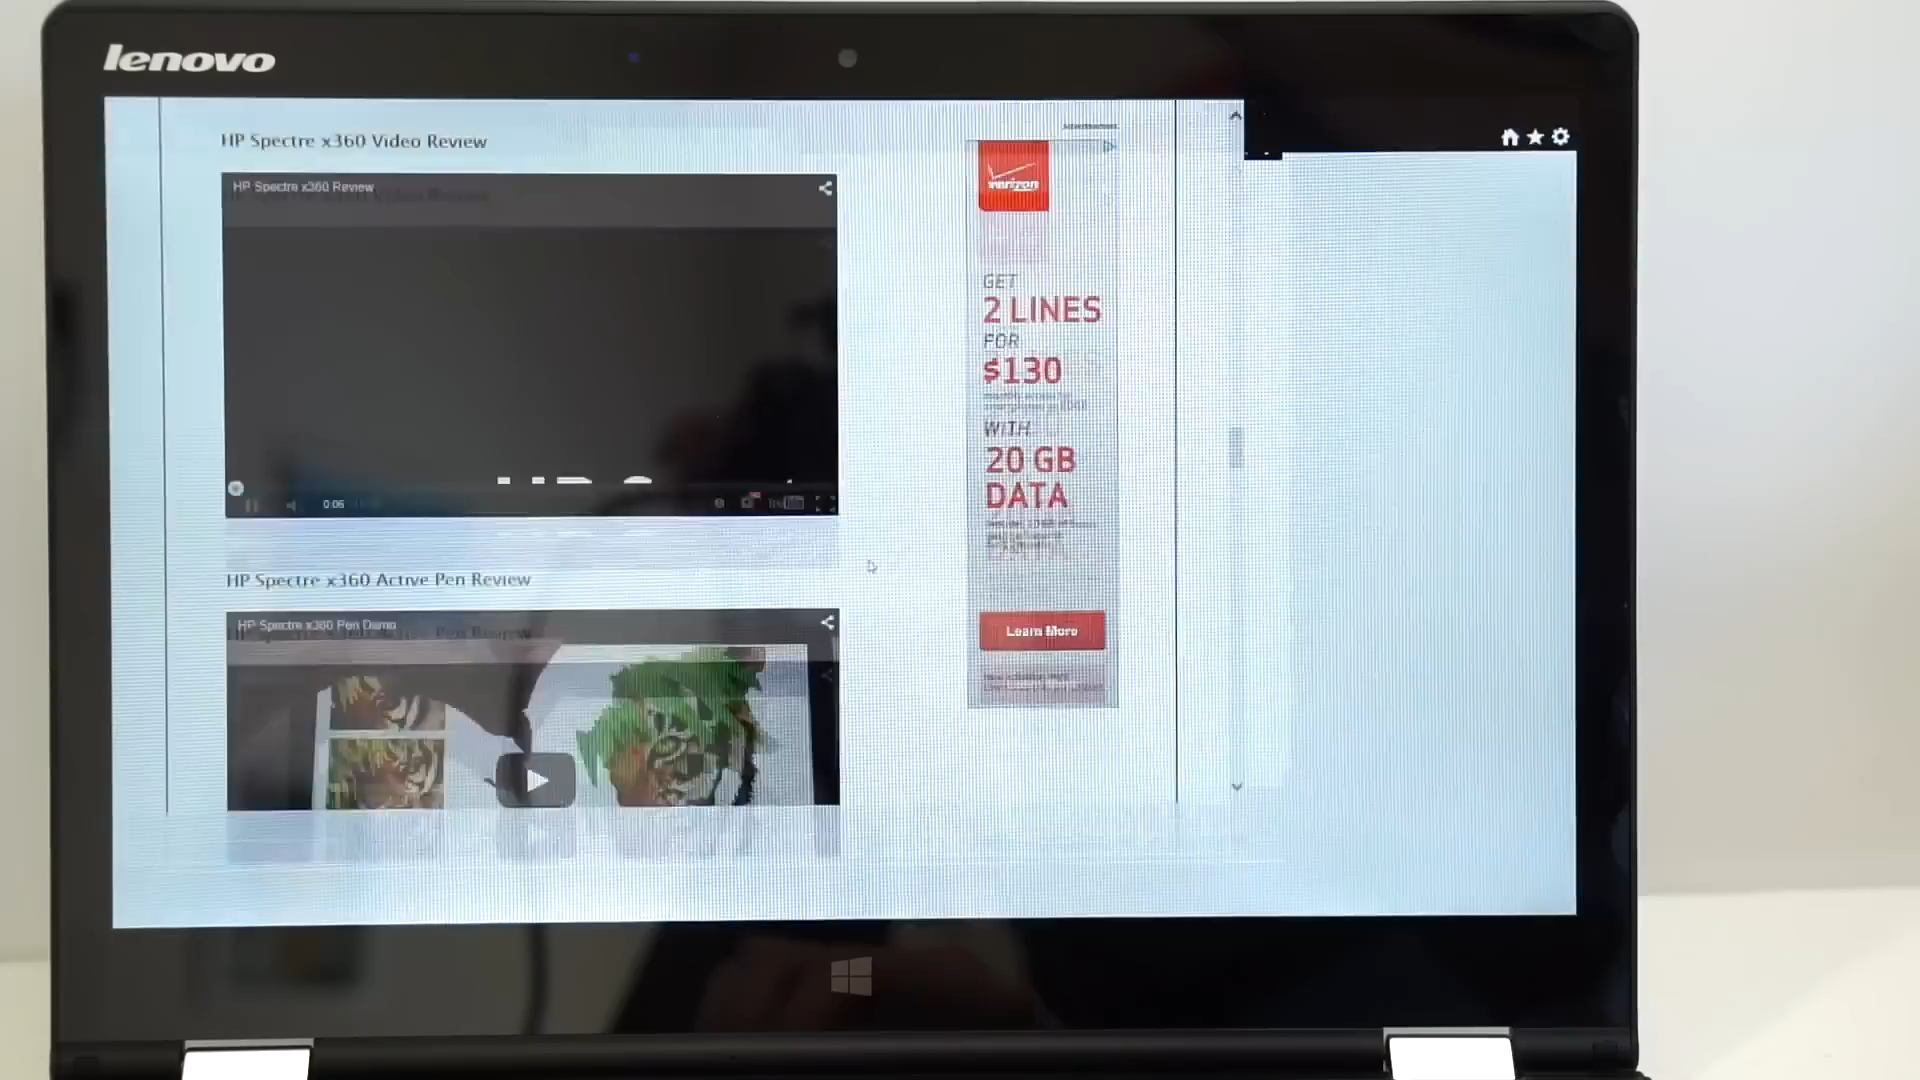 lenovo
HP Spectre x360 Video Review
HP Spectre x360 Review
0:06
HP Spectre x360 Active Pen Review
HP Spectre x360 Pen Demo
Advertisement
verizon
GET
2 LINES
FOR
$130
WITH
20 GB
DATA
Learn More